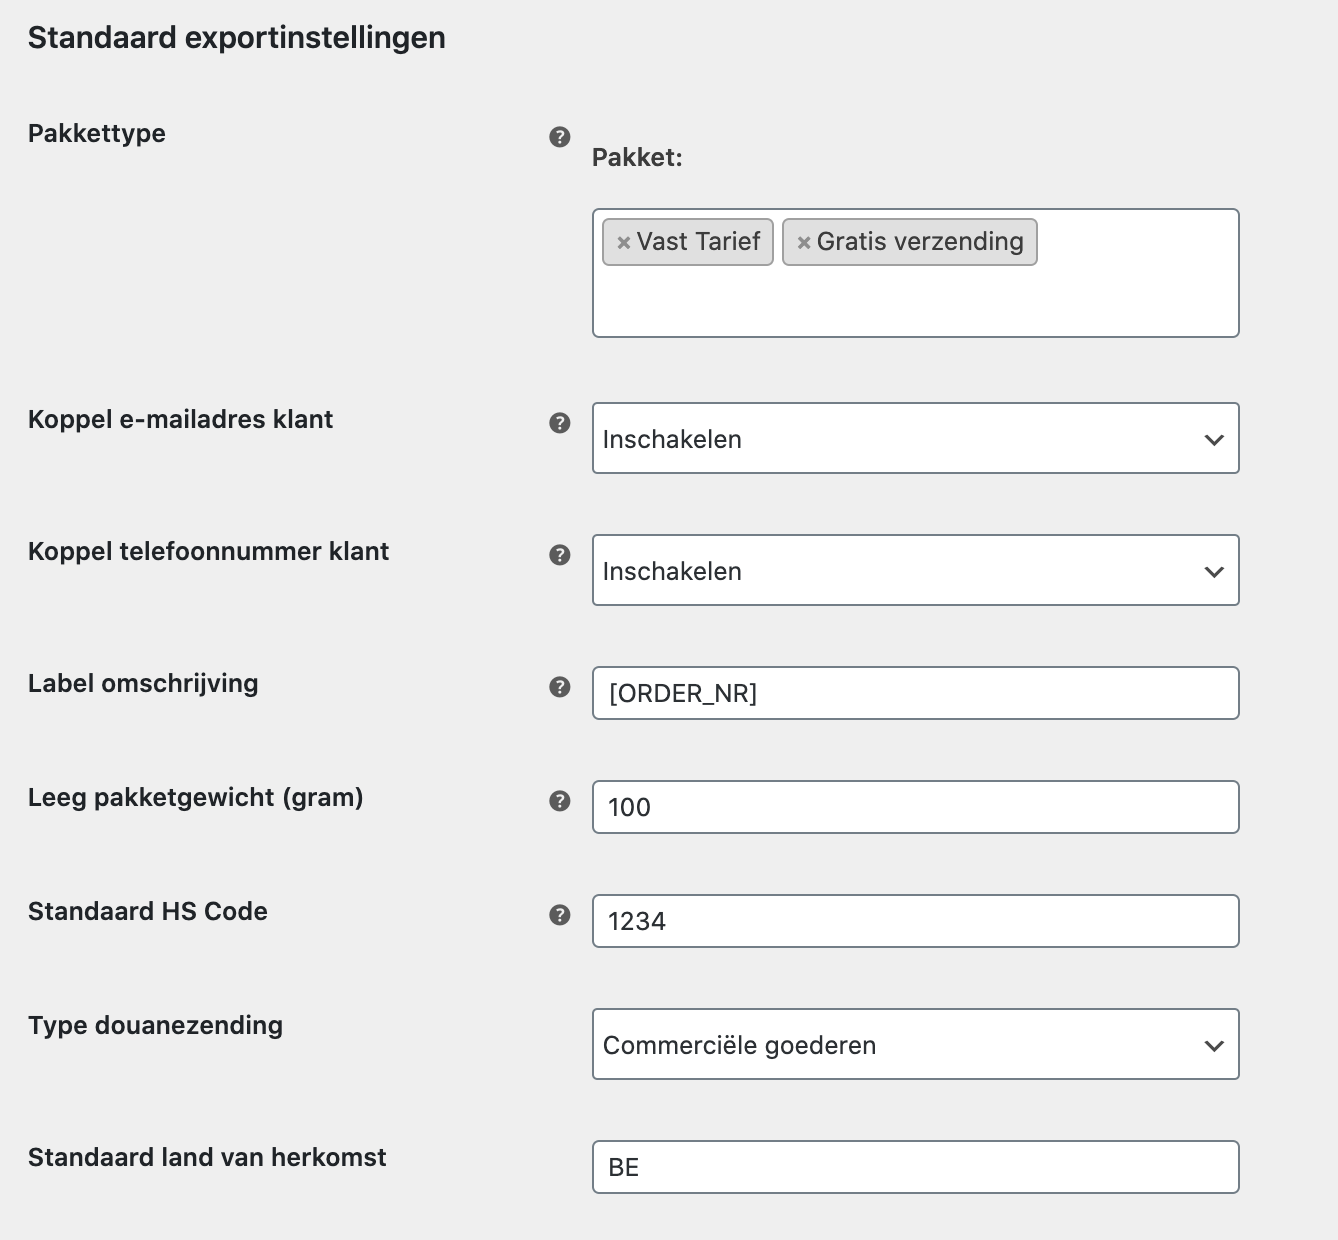 Standaard exportinstellingen
Pakkettype
Pakket:
× Vast Tarief × Gratis verzending
Koppel e-mailadres klant
Inschakelen
Koppel telefoonnummer klant
Inschakelen
Label omschrijving
[ORDER_NR]
Leeg pakketgewicht (gram)
100
Standaard HS Code
1234
Type douanezending
Commerciële goederen
Standaard land van herkomst
BE